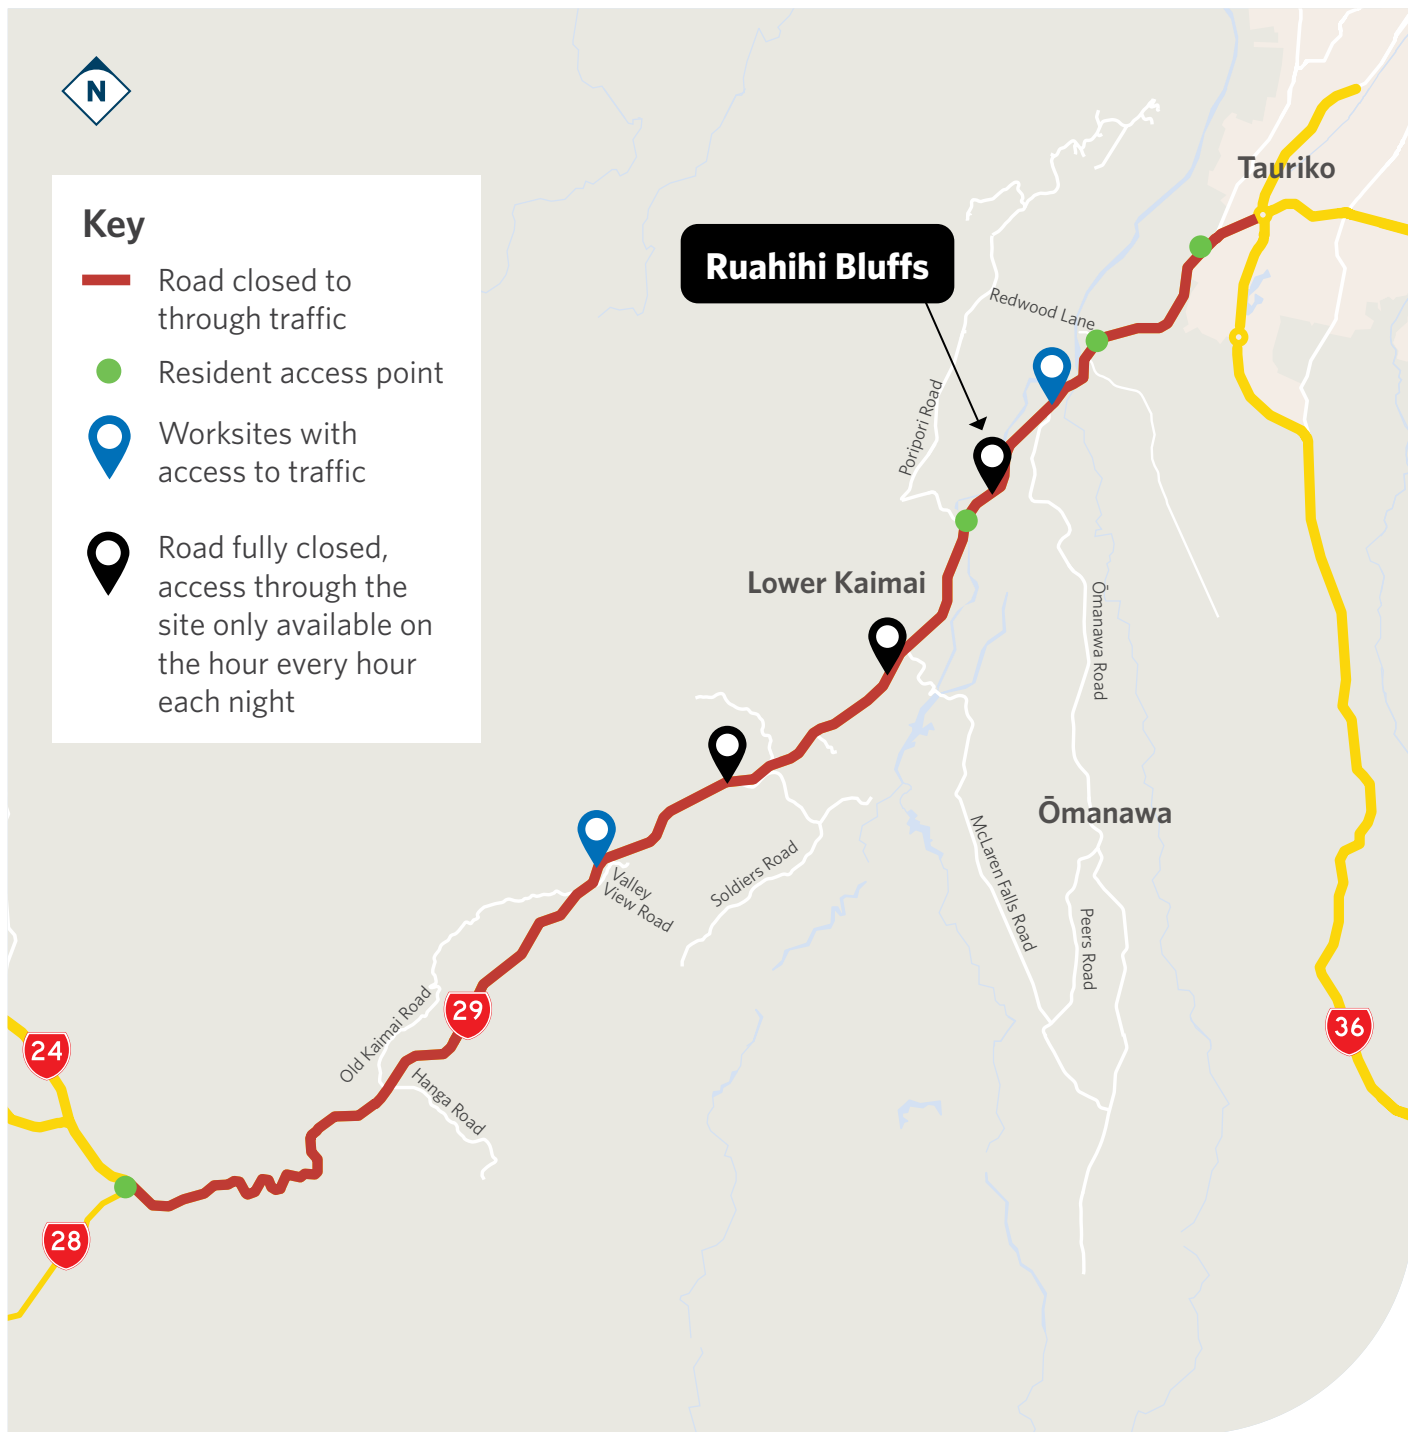 N
Key
Road closed to
through traffic
Resident access point
Worksites with
access to traffic
Road fully closed,
access through the
site only available on
the hour every hour
each night
Tauriko
Ruahihi Bluffs
Redwood Lane
Poripori Road
Lower Kaimai
Ōmanawa Road
Ōmanawa
McLaren Falls Road
Peers Road
Soldiers Road
Valley
View Road
Old Kaimai Road
Hanga Road
29
24
28
36